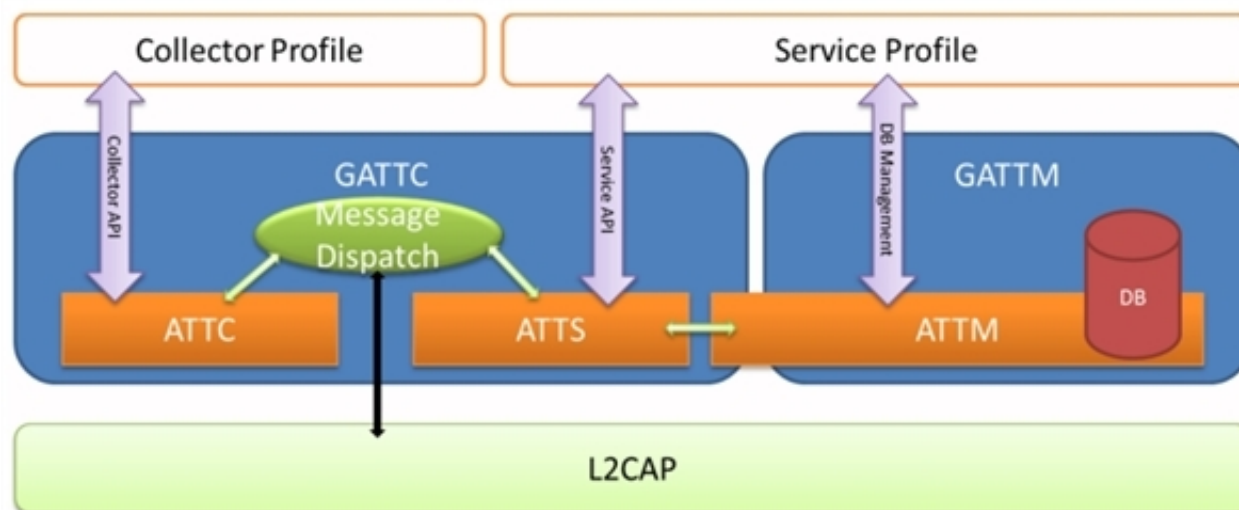 Collector Profile
Service Profile
Collector API
Service API
DB Management
GATTC
GATTM
Message
Dispatch
DB
ATTC
ATTS
ATTM
L2CAP